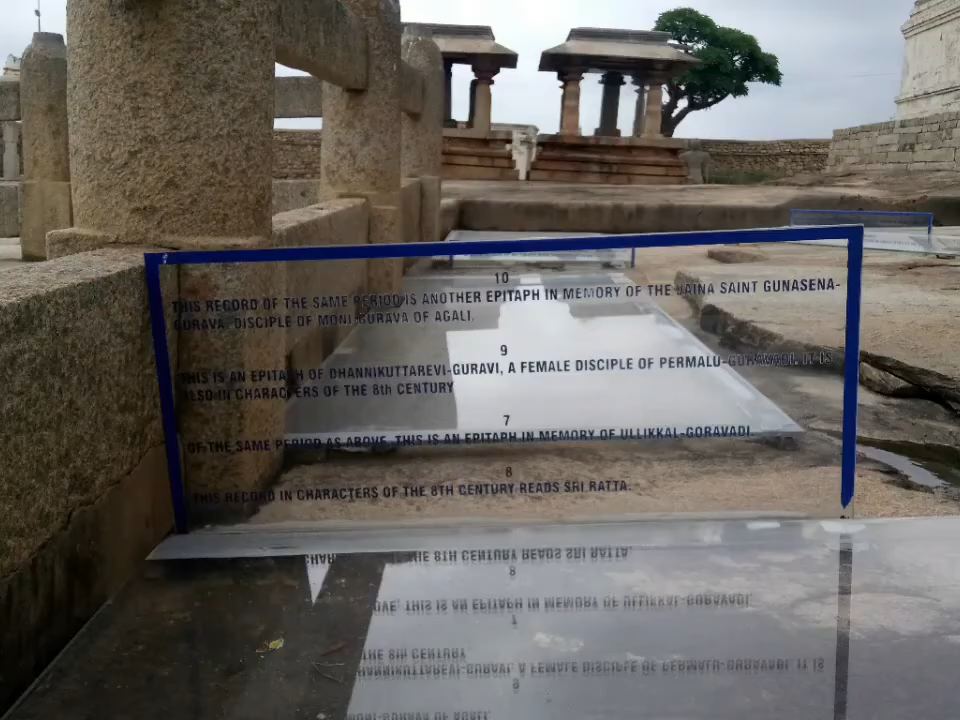 10
THIS RECORD OF THE SAME PERIOD IS ANOTHER EPITAPH IN MEMORY OF THE JAINA SAINT GUNASENA-
GURAVA, DISCIPLE OF MONI-GURAVA OF AGALI.
9
THIS IS AN EPITAPH OF DHANNIKUTTAREVI-GURAVI, A FEMALE DISCIPLE OF PERMALU-GURAVADI. IT IS
ALSO IN CHARACTERS OF THE 8th CENTURY
7
OF THE SAME PERIOD AS ABOVE, THIS IS AN EPITAPH IN MEMORY OF ULLIKKAL-GORAVADI
8
THIS RECORD IN CHARACTERS OF THE 8TH CENTURY READS SRI RATTA.